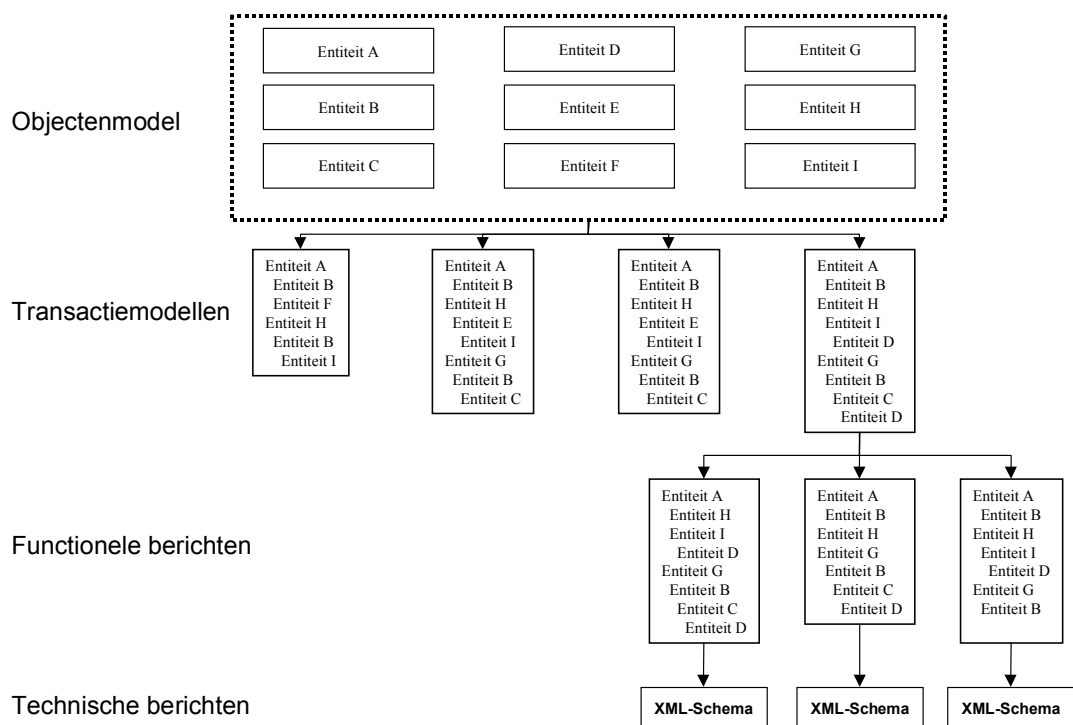 Objectenmodel
Entiteit A
Entiteit D
Entiteit G
Entiteit B
Entiteit E
Entiteit H
Entiteit C
Entiteit F
Entiteit I
Transactiemodellen
Entiteit A
Entiteit B
Entiteit F
Entiteit H
Entiteit B
Entiteit I
Entiteit A
Entiteit B
Entiteit H
Entiteit E
Entiteit I
Entiteit G
Entiteit B
Entiteit C
Entiteit A
Entiteit B
Entiteit H
Entiteit E
Entiteit I
Entiteit G
Entiteit B
Entiteit C
Entiteit A
Entiteit B
Entiteit H
Entiteit I
Entiteit D
Entiteit G
Entiteit B
Entiteit C
Entiteit D
Functionele berichten
Entiteit A
Entiteit H
Entiteit I
Entiteit D
Entiteit G
Entiteit B
Entiteit C
Entiteit D
Entiteit A
Entiteit B
Entiteit H
Entiteit G
Entiteit B
Entiteit C
Entiteit D
Entiteit A
Entiteit B
Entiteit H
Entiteit I
Entiteit D
Entiteit G
Entiteit B
Technische berichten
XML-Schema
XML-Schema
XML-Schema